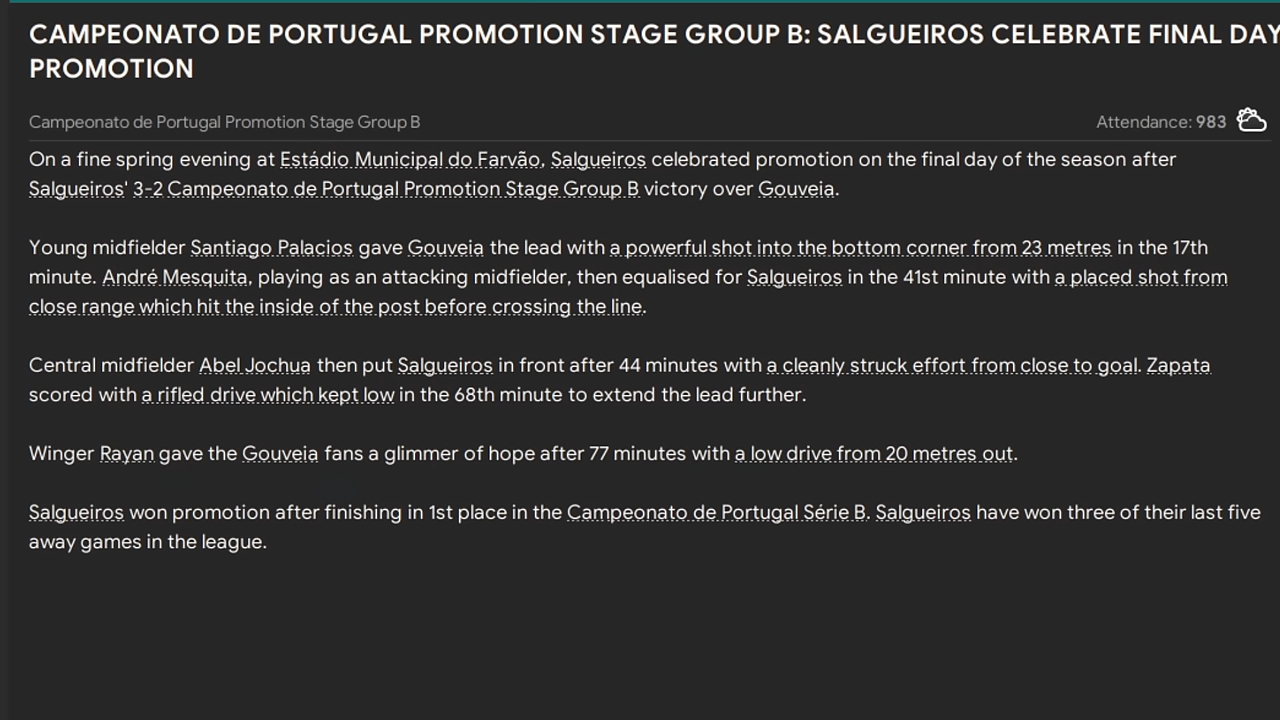 CAMPEONATO DE PORTUGAL PROMOTION STAGE GROUP B: SALGUEIROS CELEBRATE FINAL DAY
PROMOTION
Campeonato de Portugal Promotion Stage Group B
Attendance: 983
On a fine spring evening at Estádio Municipal do Farvão, Salgueiros celebrated promotion on the final day of the season after
Salgueiros' 3-2 Campeonato de Portugal Promotion Stage Group B victory over Gouveia.
Young midfielder Santiago Palacios gave Gouveia the lead with a powerful shot into the bottom corner from 23 metres in the 17th
minute. André Mesquita, playing as an attacking midfielder, then equalised for Salgueiros in the 41st minute with a placed shot from
close range which hit the inside of the post before crossing the line.
Central midfielder Abel Jochua then put Salgueiros in front after 44 minutes with a cleanly struck effort from close to goal. Zapata
scored with a rifled drive which kept low in the 68th minute to extend the lead further.
Winger Rayan gave the Gouveia fans a glimmer of hope after 77 minutes with a low drive from 20 metres out.
Salgueiros won promotion after finishing in 1st place in the Campeonato de Portugal Série B. Salgueiros have won three of their last five
away games in the league.